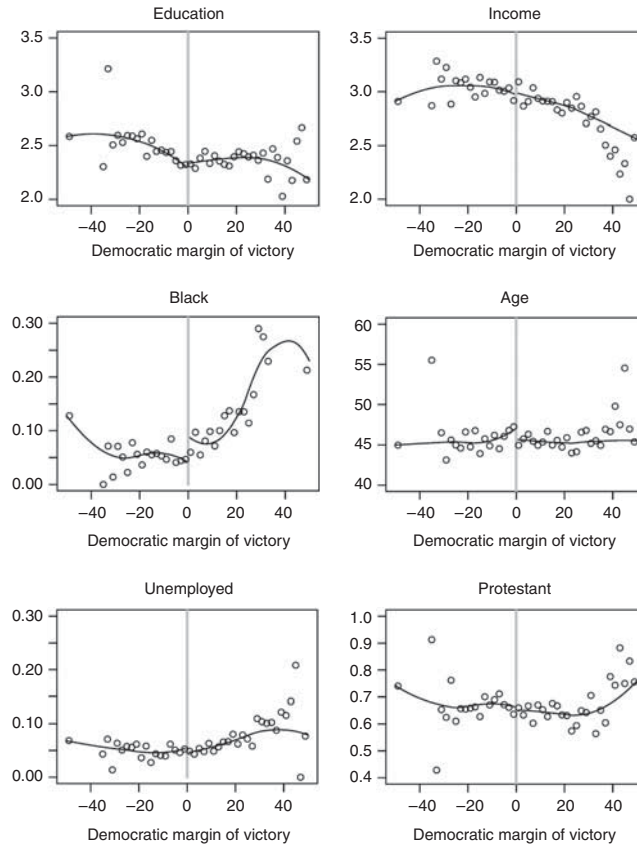 Education
3.5
3.0
2.5
2.0
−40 −20 0 20 40
Democratic margin of victory
Income
3.5
3.0
2.5
2.0
−40 −20 0 20 40
Democratic margin of victory
Black
0.30
0.20
0.10
0.00
−40 −20 0 20 40
Democratic margin of victory
Age
60
55
50
45
40
−40 −20 0 20 40
Democratic margin of victory
Unemployed
0.30
0.20
0.10
0.00
−40 −20 0 20 40
Democratic margin of victory
Protestant
1.0
0.9
0.8
0.7
0.6
0.5
0.4
−40 −20 0 20 40
Democratic margin of victory